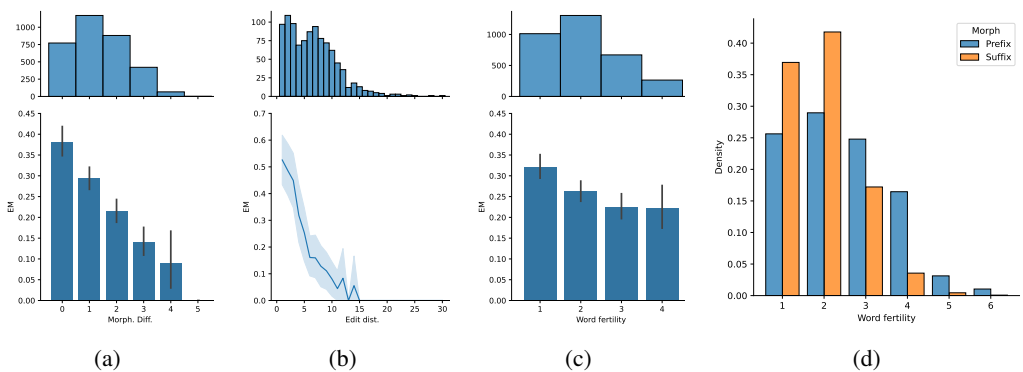 1000
750
500
250
0
0.45
0.40
0.35
0.30
0.25
0.20
0.15
0.10
0.05
0.00
EM
0 1 2 3 4 5
Morph. Diff.
(a)
100
75
50
25
0
0.7
0.6
0.5
0.4
0.3
0.2
0.1
0.0
EM
0 5 10 15 20 25 30
Edit dist.
(b)
1000
500
0
0.45
0.40
0.35
0.30
0.25
0.20
0.15
0.10
0.05
0.00
EM
1 2 3 4
Word fertility
(c)
Morph
Prefix
Suffix
0.40
0.35
0.30
0.25
0.20
0.15
0.10
0.05
0.00
Density
1 2 3 4 5 6
Word fertility
(d)